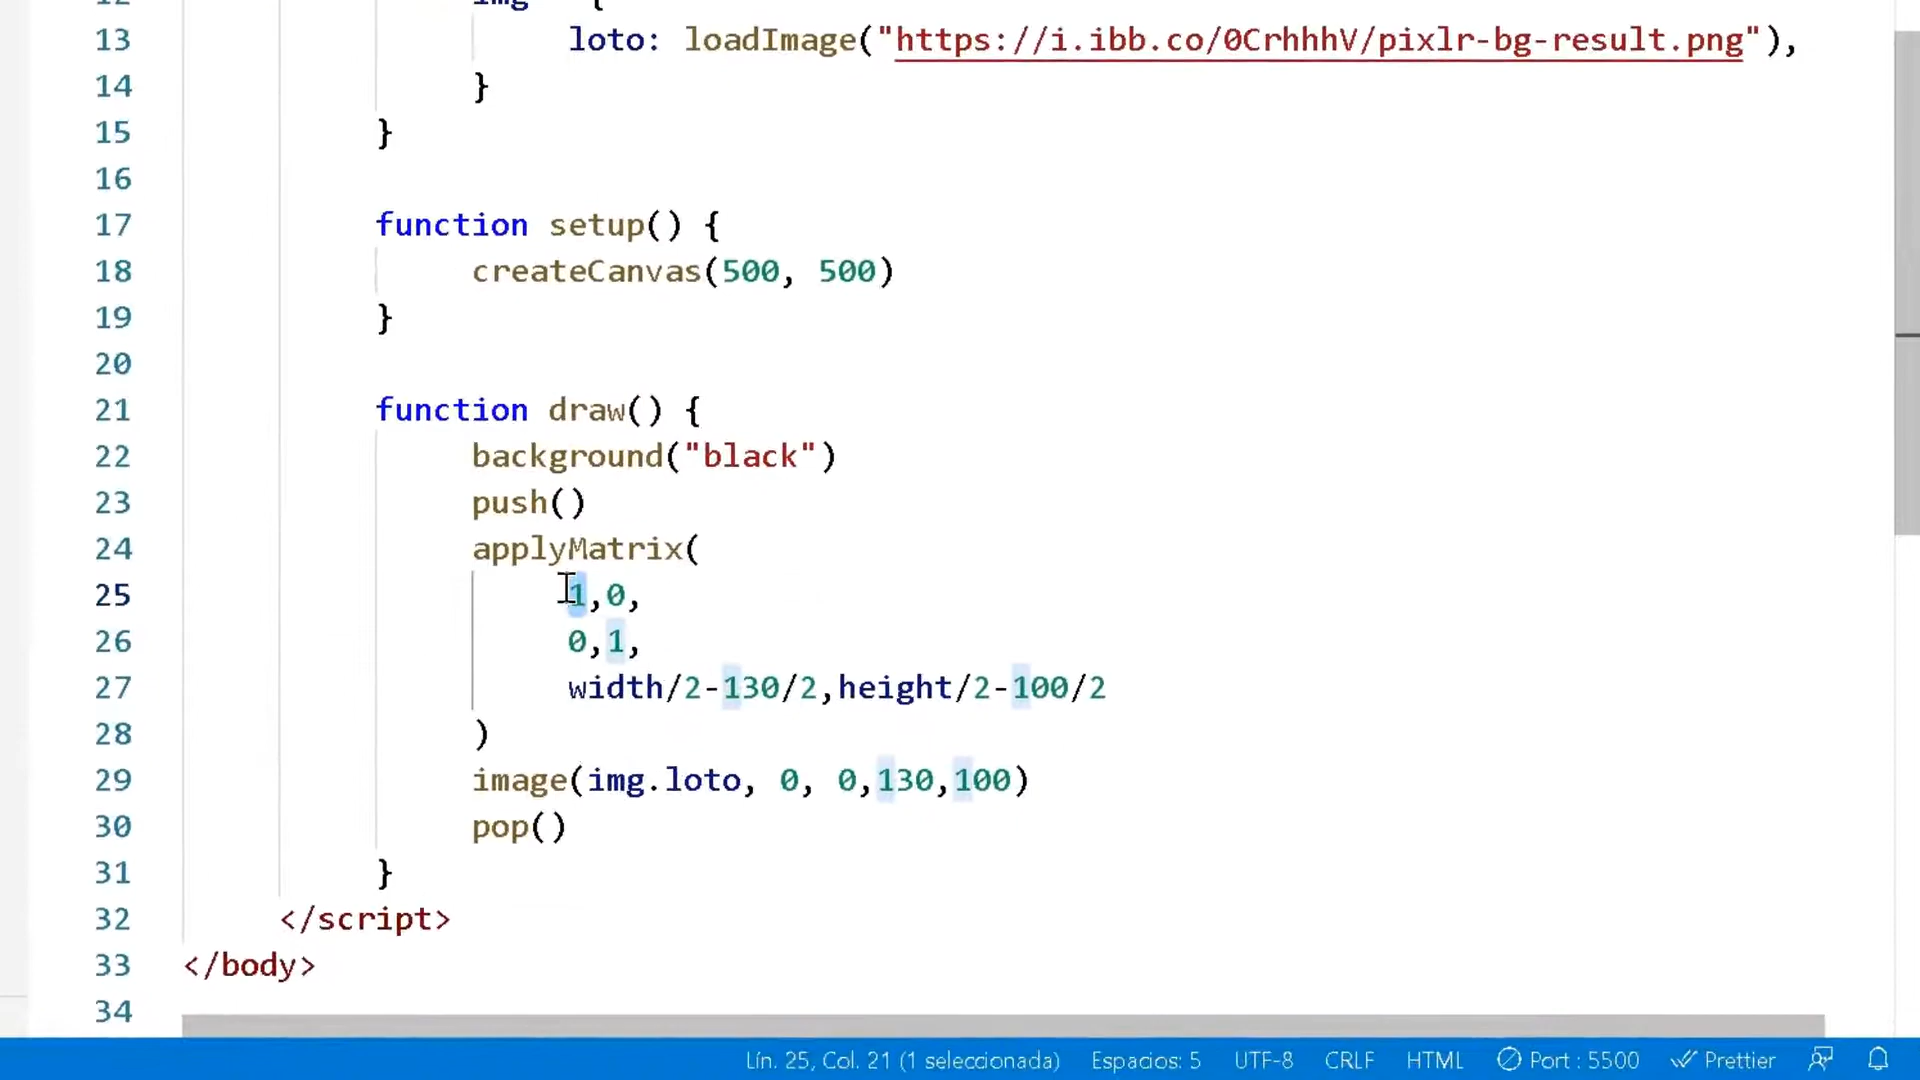 img = {
13 loto: loadImage("https://i.ibb.co/0CrhhhV/pixlr-bg-result.png"),
14 }
15 }
16
17 function setup() {
18 createCanvas(500, 500)
19 }
20
21 function draw() {
22 background("black")
23 push()
24 applyMatrix(
25 1,0,
26 0,1,
27 width/2-130/2,height/2-100/2
28 )
29 image(img.loto, 0, 0,130,100)
30 pop()
31 }
32 </script>
33 </body>
34
Lín. 25, Col. 21 (1 seleccionada) Espacios: 5 UTF-8 CRLF HTML Port : 5500 Prettier